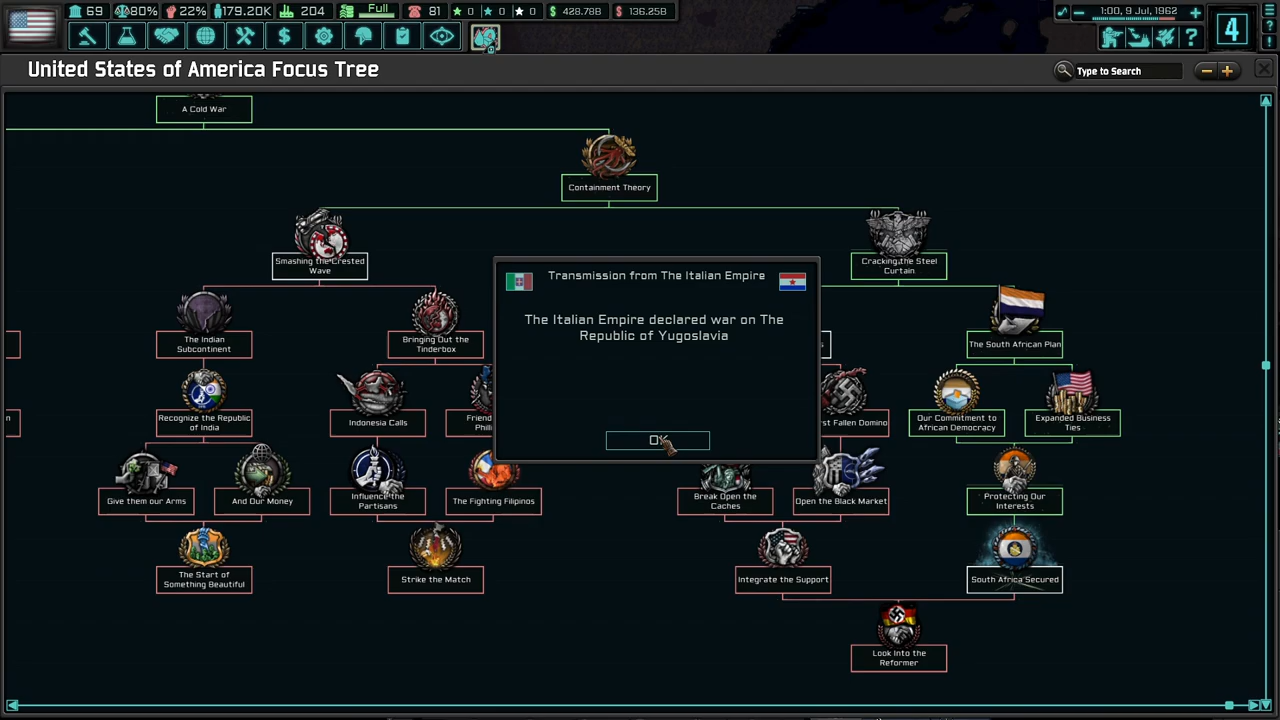 69 80% 22% 179.20K 204 Full 81 0 0 0 $ 428.78B $ 136.25B
1:00, 9 Jul, 1962
4
United States of America Focus Tree
Type to Search
A Cold War
Containment Theory
Smashing the Crested
Wave
Cracking the Steel
Curtain
Transmission from The Italian Empire
The Italian Empire declared war on The
Republic of Yugoslavia
The Indian
Subcontinent
Bringing Out the
Tinderbox
The South African Plan
Recognize the Republic
of India
Indonesia Calls
Our Commitment to
African Democracy
Expanded Business
Ties
Give them our Arms
And Our Money
Influence the
Partisans
The Fighting Filipinos
Break Open the
Caches
Open the Black Market
Protecting Our
Interests
The Start of
Something Beautiful
Strike the Match
Integrate the Support
South Africa Secured
Look Into the
Reformer